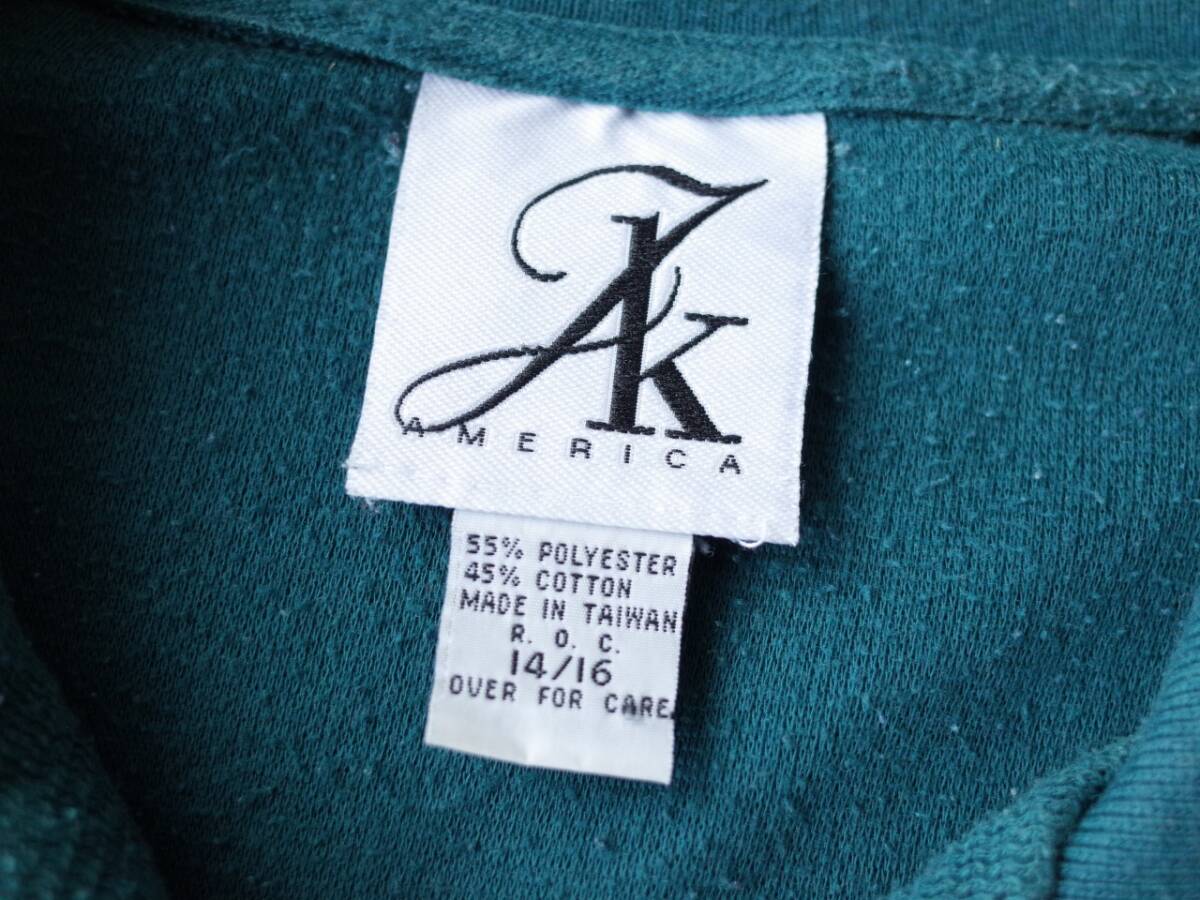 Jk
AMERICA
55% POLYESTER
45% COTTON
MADE IN TAIWAN
R. O. C.
14/16
OVER FOR CARE